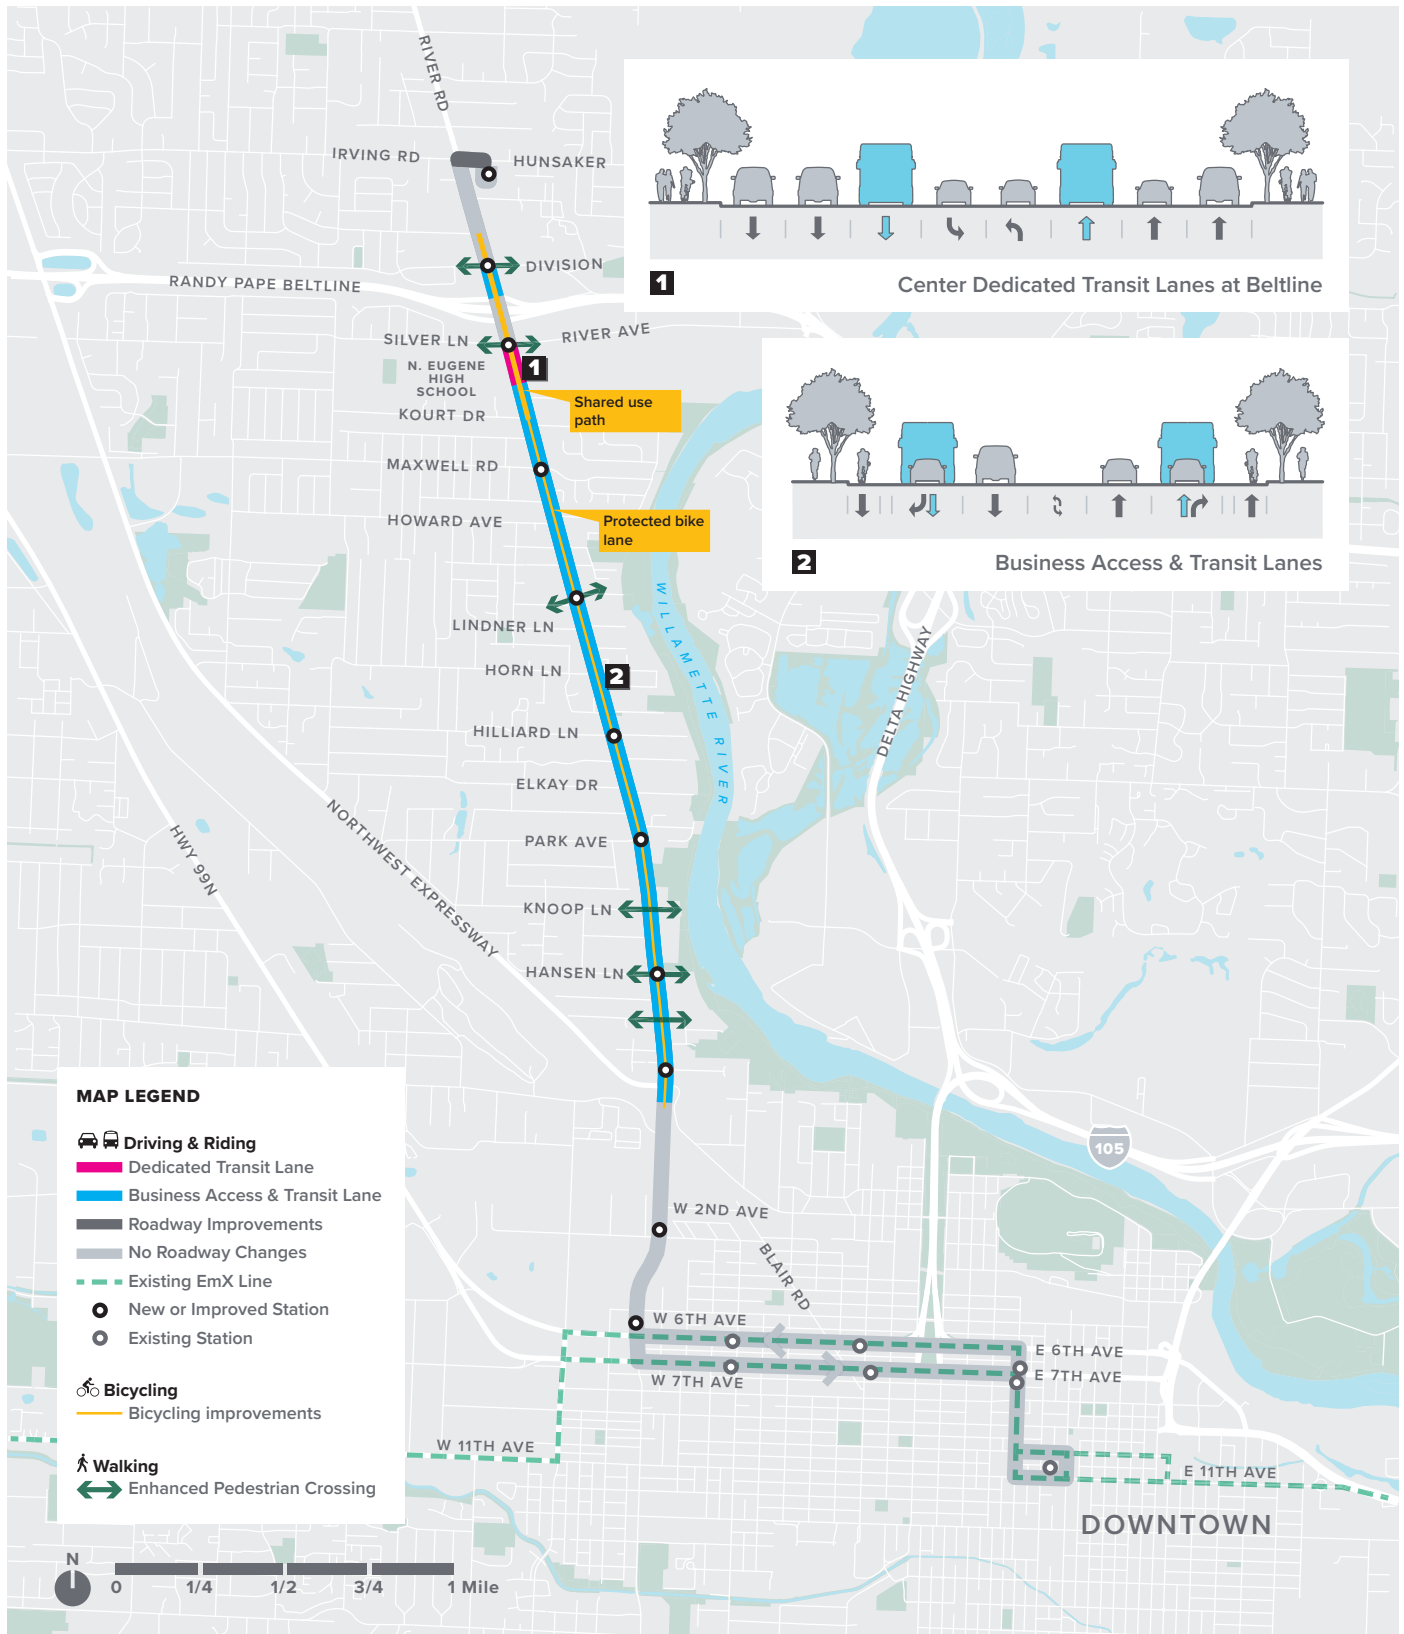 RIVER RD
IRVING RD
HUNSAKER
DIVISION
RANDY PAPE BELTLINE
SILVER LN
RIVER AVE
N. EUGENE
HIGH
SCHOOL
1
Shared use
path
KOURT DR
MAXWELL RD
HOWARD AVE
Protected bike
lane
LINDNER LN
HORN LN
2
HILLIARD LN
ELKAY DR
PARK AVE
KNOOP LN
HANSEN LN
WILLAMETTE RIVER
DELTA HIGHWAY
NORTHWEST EXPRESSWAY
HWY 99N
1
Center Dedicated Transit Lanes at Beltline
2
Business Access & Transit Lanes
105
W 2ND AVE
BLAIR RD
W 6TH AVE
E 6TH AVE
W 7TH AVE
E 7TH AVE
W 11TH AVE
E 11TH AVE
DOWNTOWN
MAP LEGEND
Driving & Riding
Dedicated Transit Lane
Business Access & Transit Lane
Roadway Improvements
No Roadway Changes
Existing EmX Line
New or Improved Station
Existing Station
Bicycling
Bicycling improvements
Walking
Enhanced Pedestrian Crossing
N
0 1/4 1/2 3/4 1 Mile